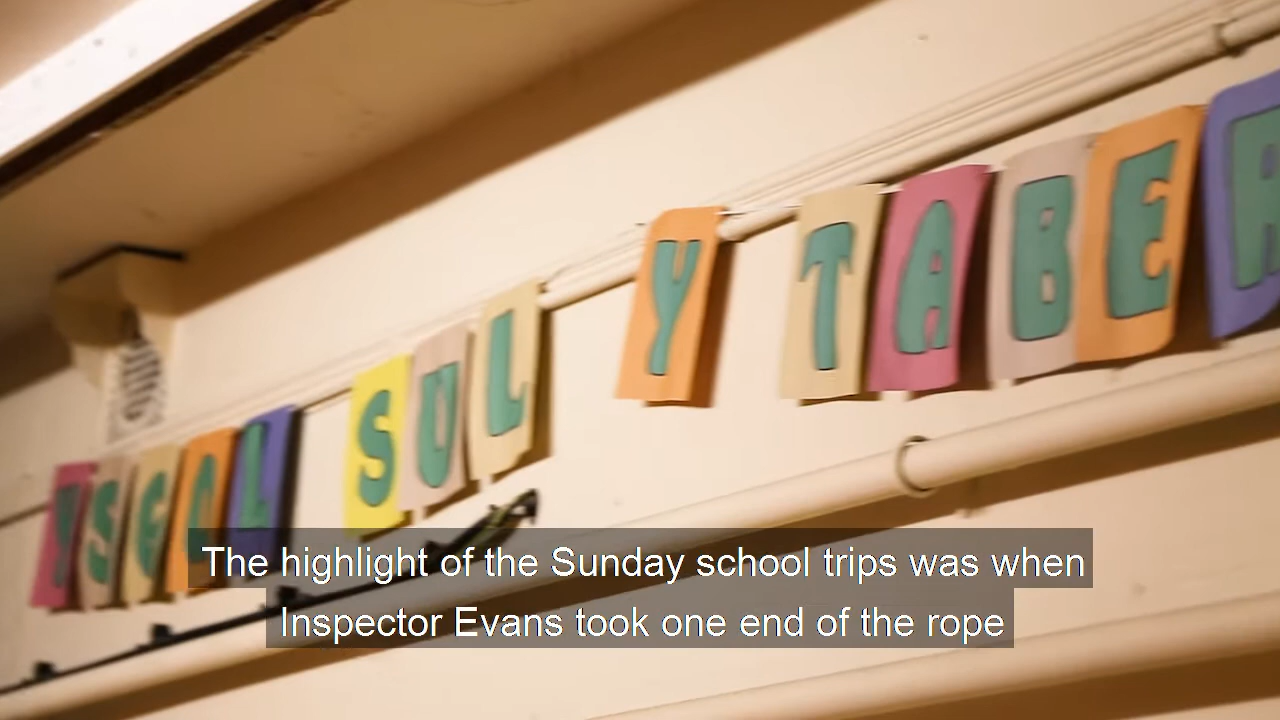 YSGOL SUL Y TABER
The highlight of the Sunday school trips was when
Inspector Evans took one end of the rope